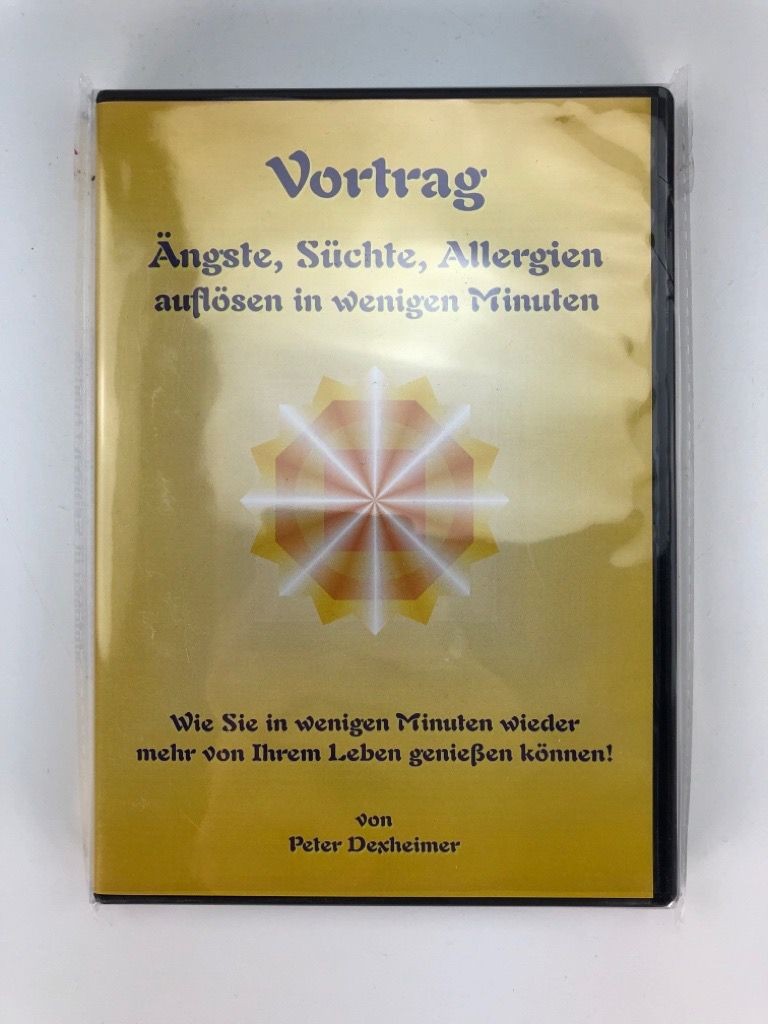 Vortrag
Ängste, Süchte, Allergien
auflösen in wenigen Minuten
Wie Sie in wenigen Minuten wieder
mehr von Ihrem Leben genießen können!
von
Peter Dexheimer